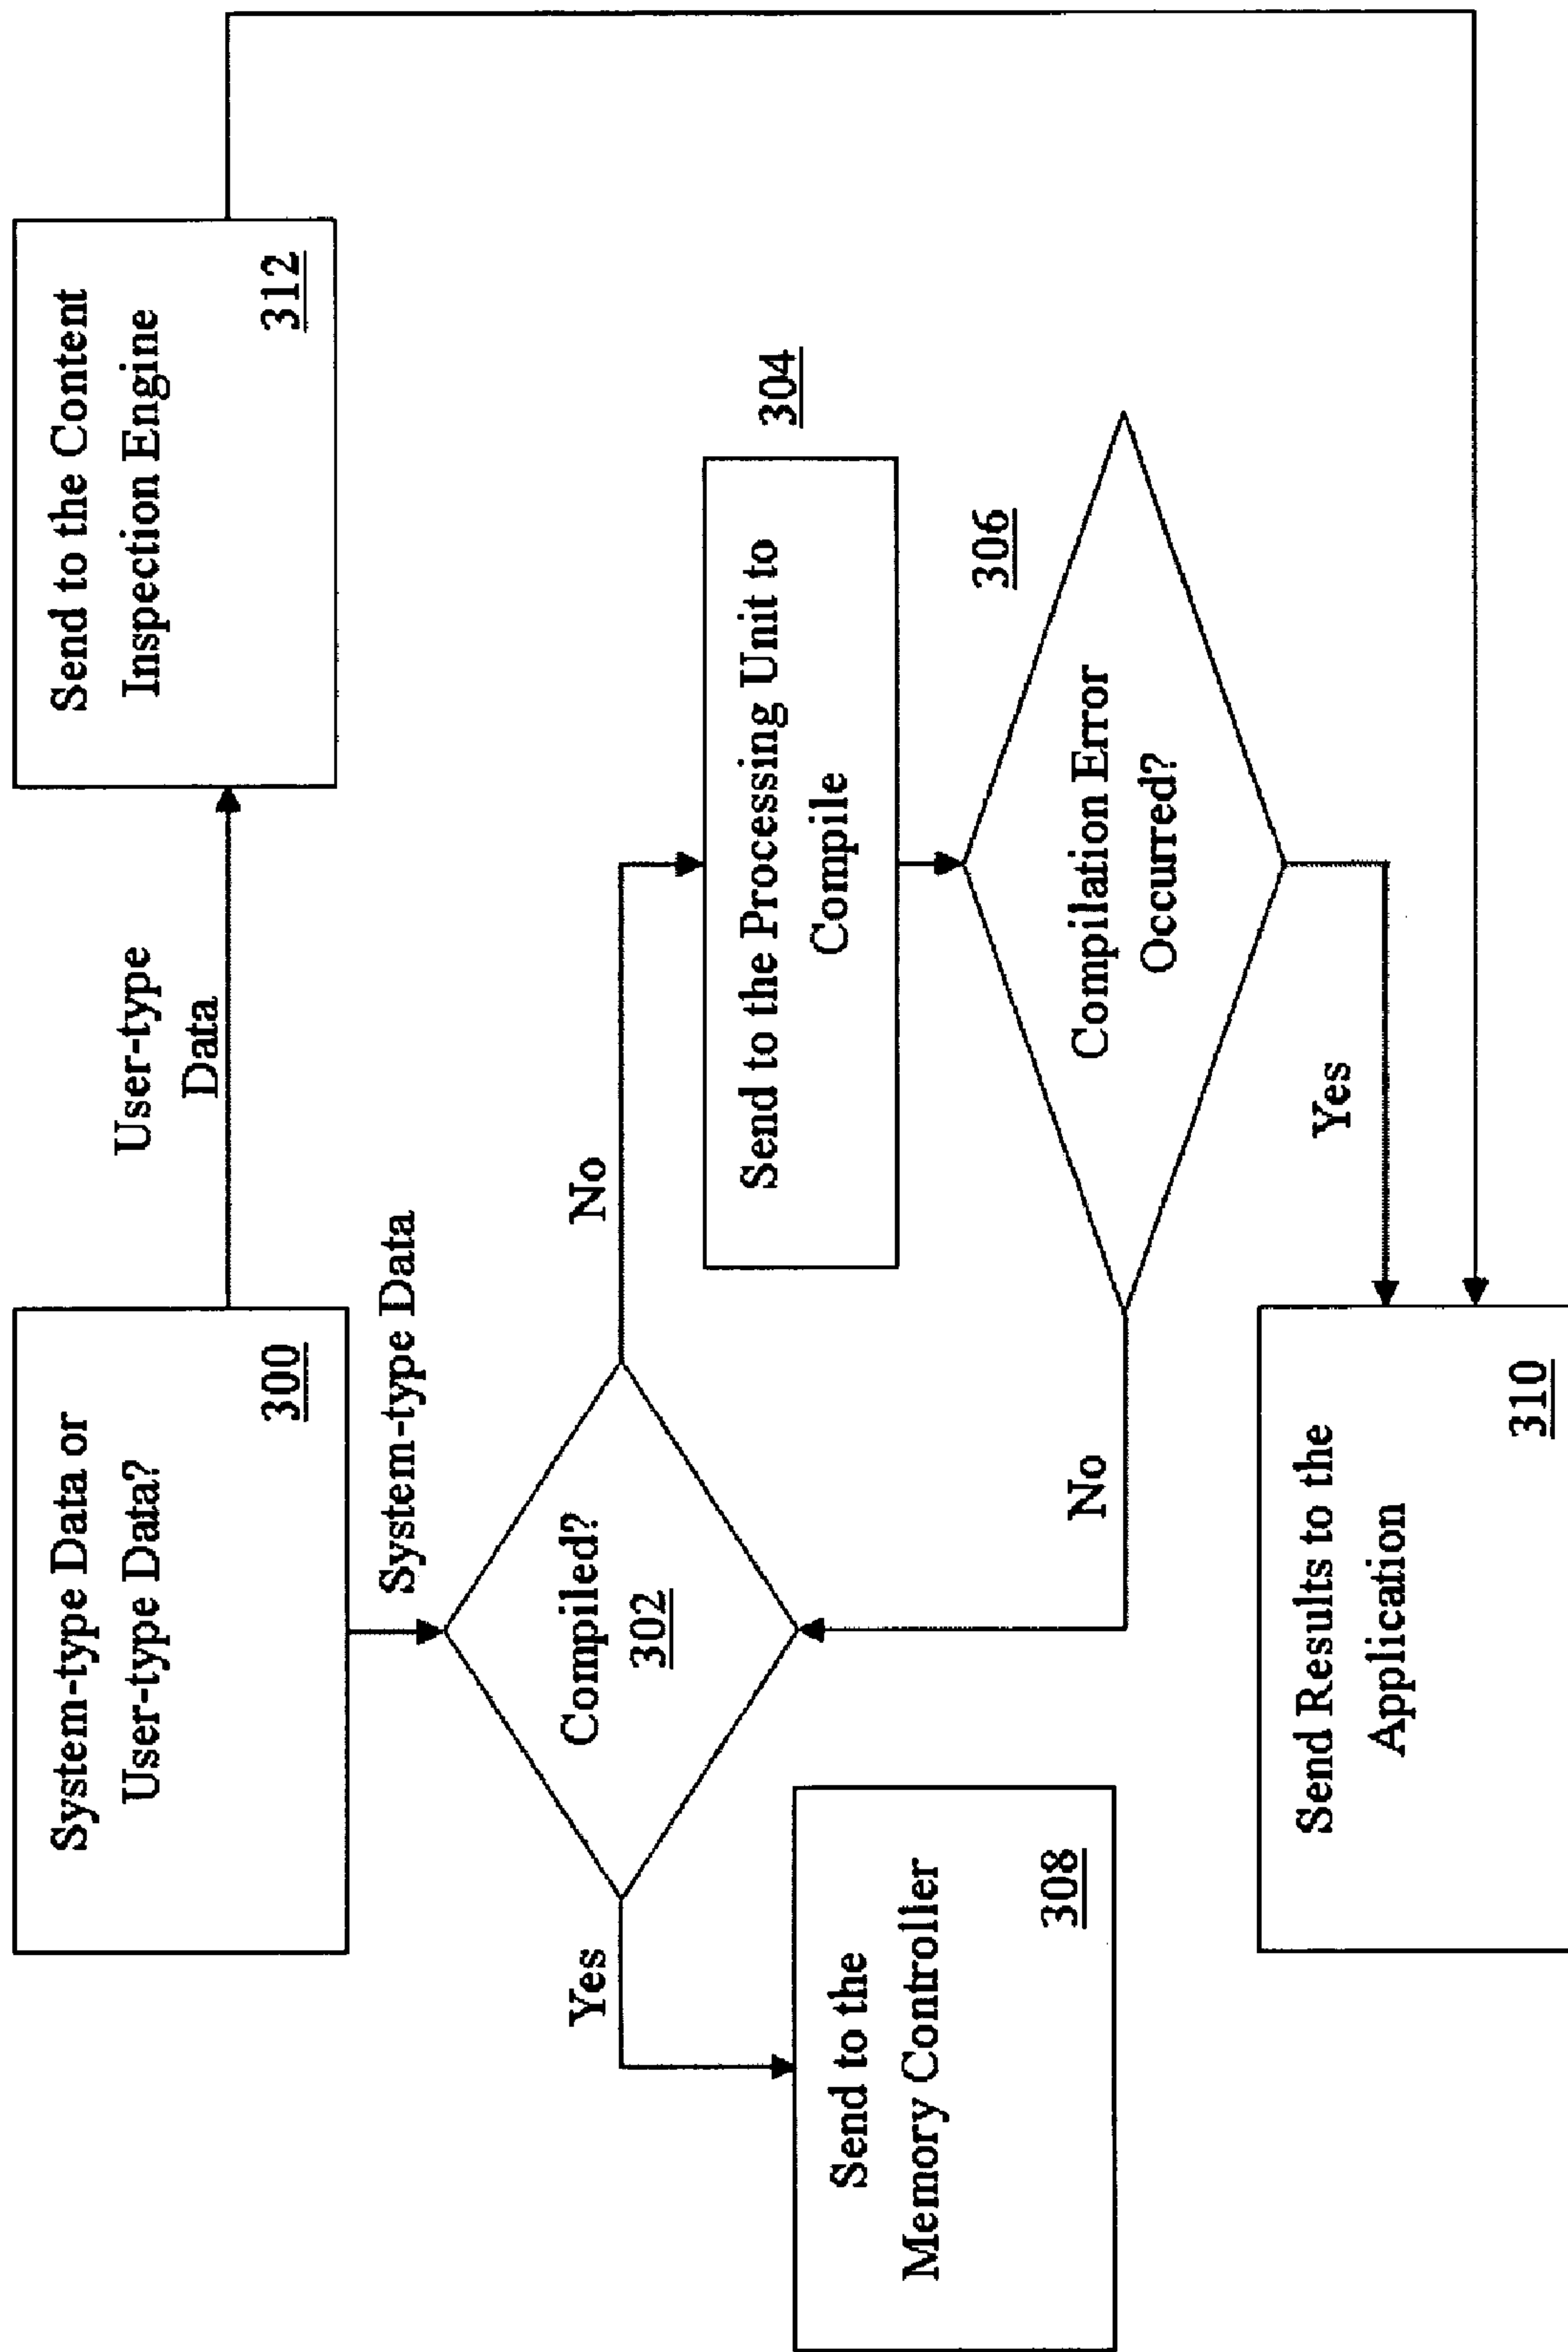 System-type Data or
User-type Data?
300
User-type
Data
Send to the Content
Inspection Engine
312
System-type Data
Compiled?
302
Yes
No
Send to the
Memory Controller
308
Send to the Processing Unit to
Compile
304
Compilation Error
Occurred?
306
No
Yes
Send Results to the
Application
310